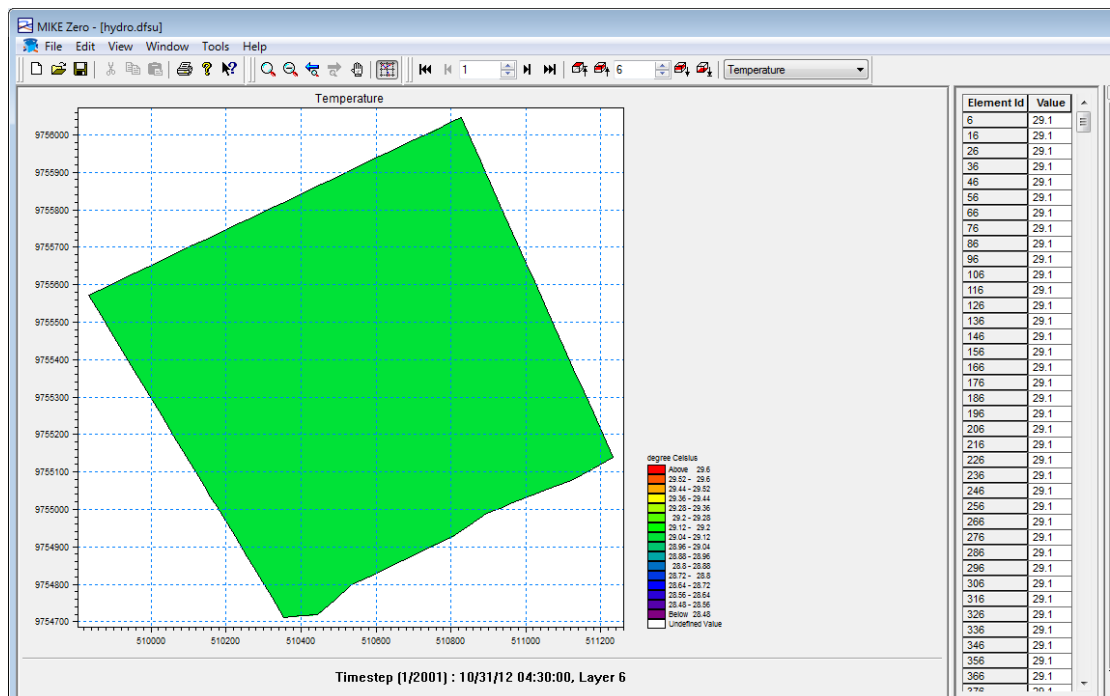 MIKE Zero - [hydro.dfsu]
File Edit View Window Tools Help
1 6 Temperature
Temperature
9756000
9755900
9755800
9755700
9755600
9755500
9755400
9755300
9755200
9755100
9755000
9754900
9754800
9754700
510000 510200 510400 510600 510800 511000 511200
degree Celsius
Above 29.6
29.52 - 29.6
29.44 - 29.52
29.36 - 29.44
29.28 - 29.36
29.2 - 29.28
29.12 - 29.2
29.04 - 29.12
28.96 - 29.04
28.88 - 28.96
28.8 - 28.88
28.72 - 28.8
28.64 - 28.72
28.56 - 28.64
28.48 - 28.56
Below 28.48
Undefined Value
Timestep (1/2001) : 10/31/12 04:30:00, Layer 6
Element Id Value
6 29.1
16 29.1
26 29.1
36 29.1
46 29.1
56 29.1
66 29.1
76 29.1
86 29.1
96 29.1
106 29.1
116 29.1
126 29.1
136 29.1
146 29.1
156 29.1
166 29.1
176 29.1
186 29.1
196 29.1
206 29.1
216 29.1
226 29.1
236 29.1
246 29.1
256 29.1
266 29.1
276 29.1
286 29.1
296 29.1
306 29.1
316 29.1
326 29.1
336 29.1
346 29.1
356 29.1
366 29.1
376 29.1